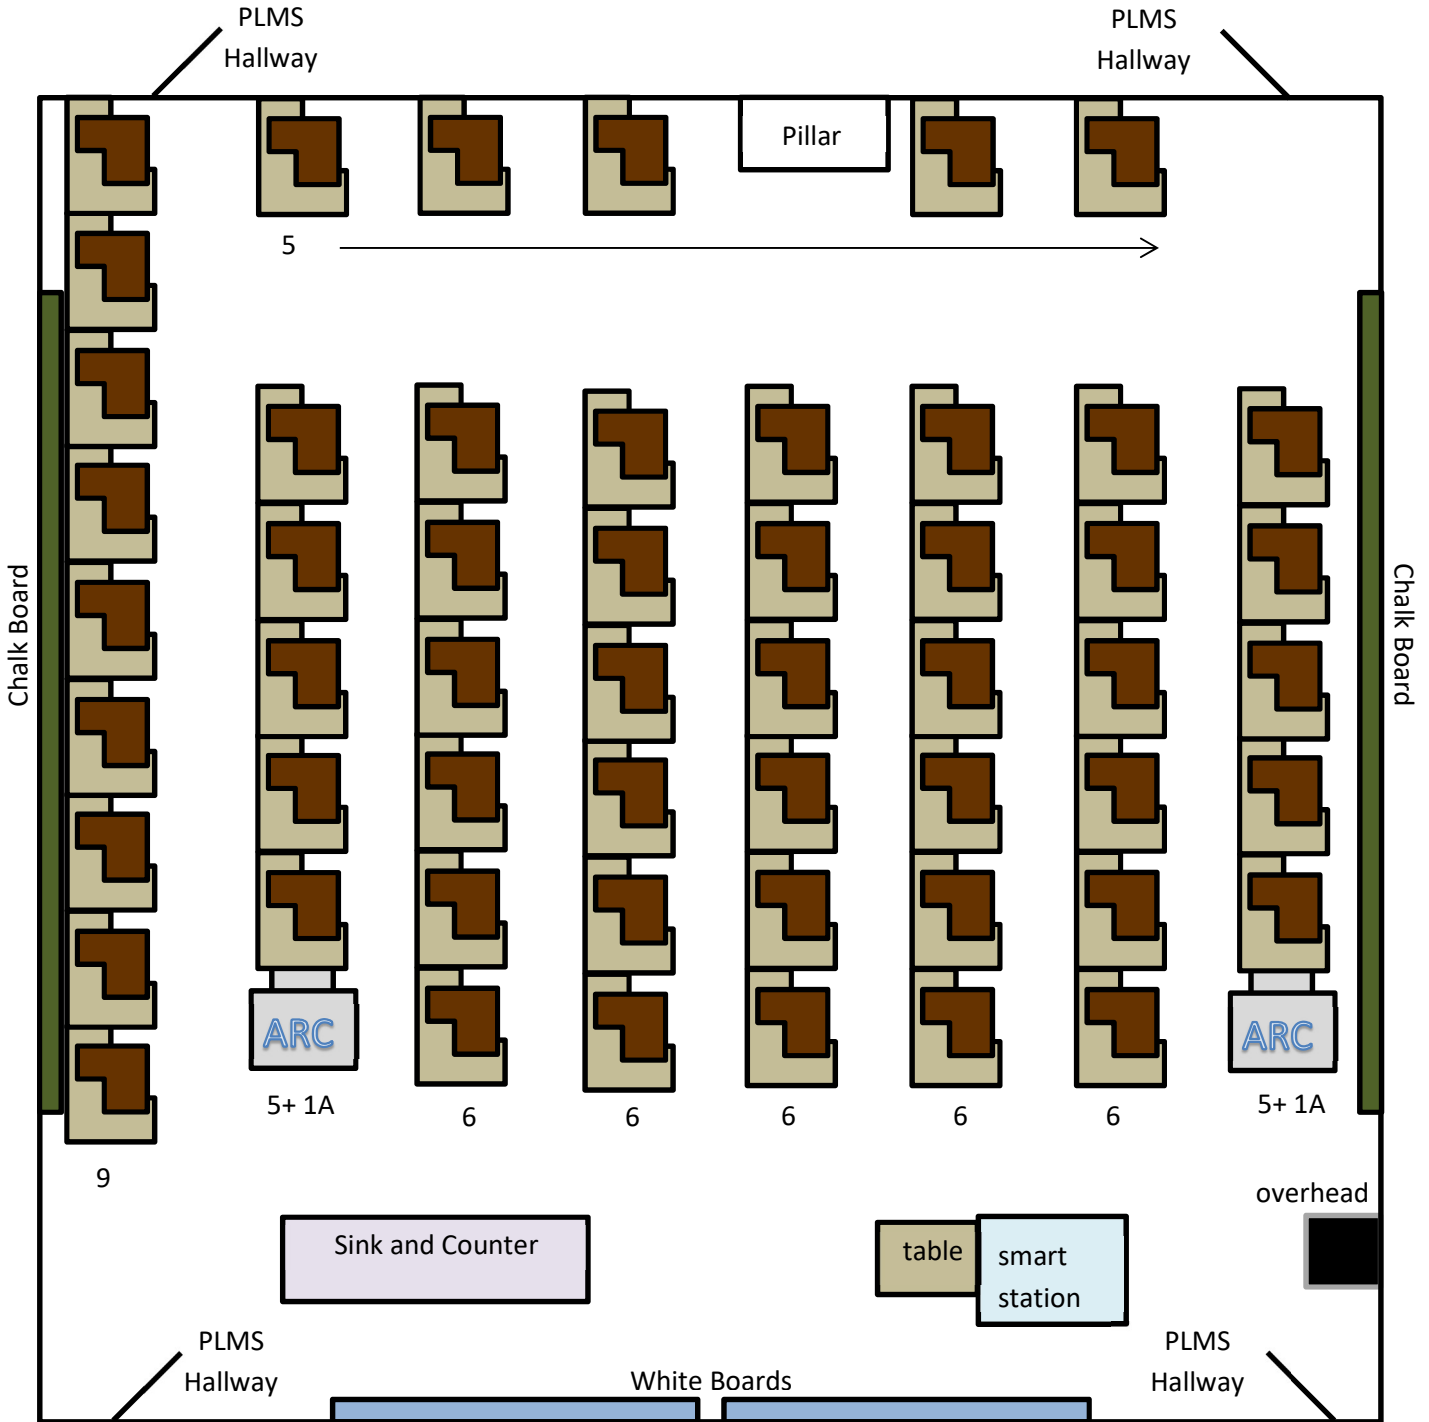 PLMS
Hallway
PLMS
Hallway
Pillar
5
Chalk Board
Chalk Board
ARC
ARC
5+ 1A
6
6
6
6
6
5+ 1A
9
overhead
Sink and Counter
table
smart
station
PLMS
Hallway
PLMS
Hallway
White Boards